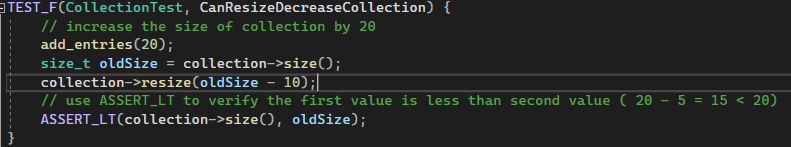 TEST_F(CollectionTest, CanResizeDecreaseCollection) {
// increase the size of collection by 20
add_entries(20);
size_t oldSize = collection->size();
collection->resize(oldSize - 10);
// use ASSERT_LT to verify the first value is less than second value ( 20 - 5 = 15 < 20)
ASSERT_LT(collection->size(), oldSize);
}